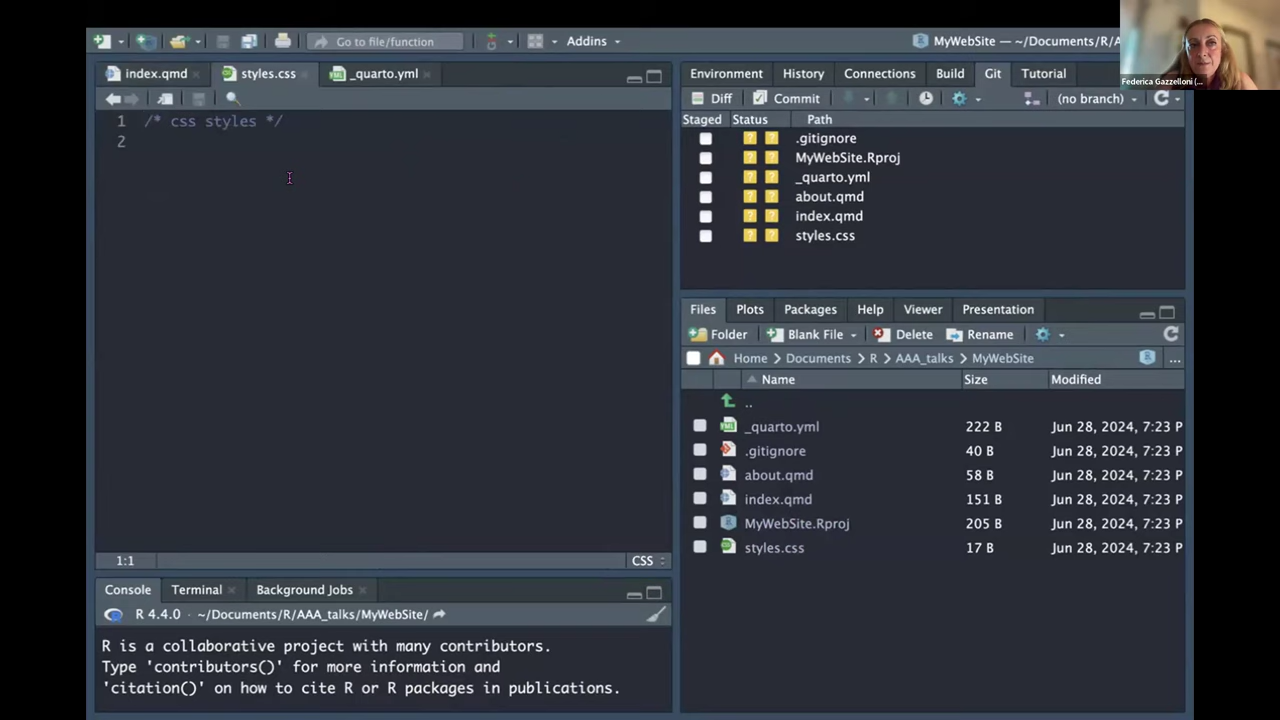 Go to file/function
Addins
MyWebSite — ~/Documents/R/A
Federica Gazzelloni (...
index.qmd
styles.css
_quarto.yml
1 /* css styles */
2
1:1
CSS
Console
Terminal
Background Jobs
R 4.4.0 · ~/Documents/R/AAA_talks/MyWebSite/
R is a collaborative project with many contributors.
Type 'contributors()' for more information and
'citation()' on how to cite R or R packages in publications.
Environment
History
Connections
Build
Git
Tutorial
Diff
Commit
(no branch)
Staged
Status
Path
.gitignore
MyWebSite.Rproj
_quarto.yml
about.qmd
index.qmd
styles.css
Files
Plots
Packages
Help
Viewer
Presentation
Folder
Blank File
Delete
Rename
Home > Documents > R > AAA_talks > MyWebSite
...
Name Size Modified
..
_quarto.yml 222 B Jun 28, 2024, 7:23 P
.gitignore 40 B Jun 28, 2024, 7:23 P
about.qmd 58 B Jun 28, 2024, 7:23 P
index.qmd 151 B Jun 28, 2024, 7:23 P
MyWebSite.Rproj 205 B Jun 28, 2024, 7:23 P
styles.css 17 B Jun 28, 2024, 7:23 P